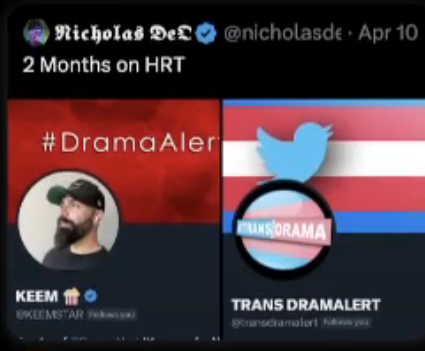 𝕹𝖎𝖈𝖍𝖔𝖑𝖆𝖘 𝕯𝖊𝕺 @nicholasde · Apr 10
2 Months on HRT
#DramaAler
TRANS DRAMA
KEEM 🍿
@KEEMSTAR Follows you
TRANS DRAMALERT
@transdramalert Follows you